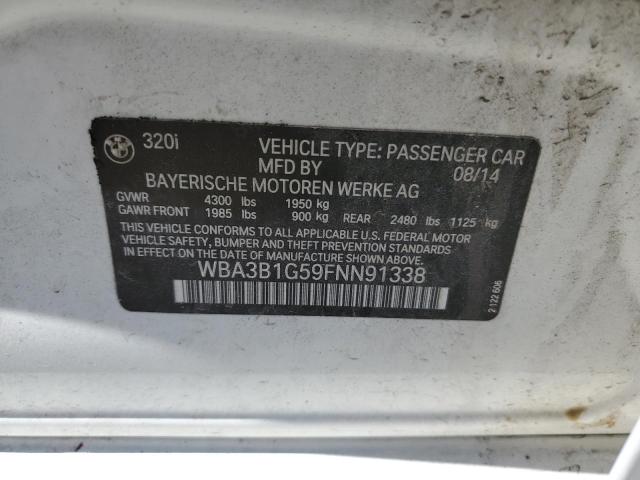 BMW 320i VEHICLE TYPE: PASSENGER CAR
MFD BY 08/14
BAYERISCHE MOTOREN WERKE AG
GVWR 4300 lbs 1950 kg
GAWR FRONT 1985 lbs 900 kg REAR 2480 lbs 1125 kg
THIS VEHICLE CONFORMS TO ALL APPLICABLE U.S. FEDERAL MOTOR
VEHICLE SAFETY, BUMPER AND THEFT PREVENTION STANDARDS
IN EFFECT ON THE DATE OF MANUFACTURE SHOWN ABOVE.
WBA3B1G59FNN91338
2 122 606